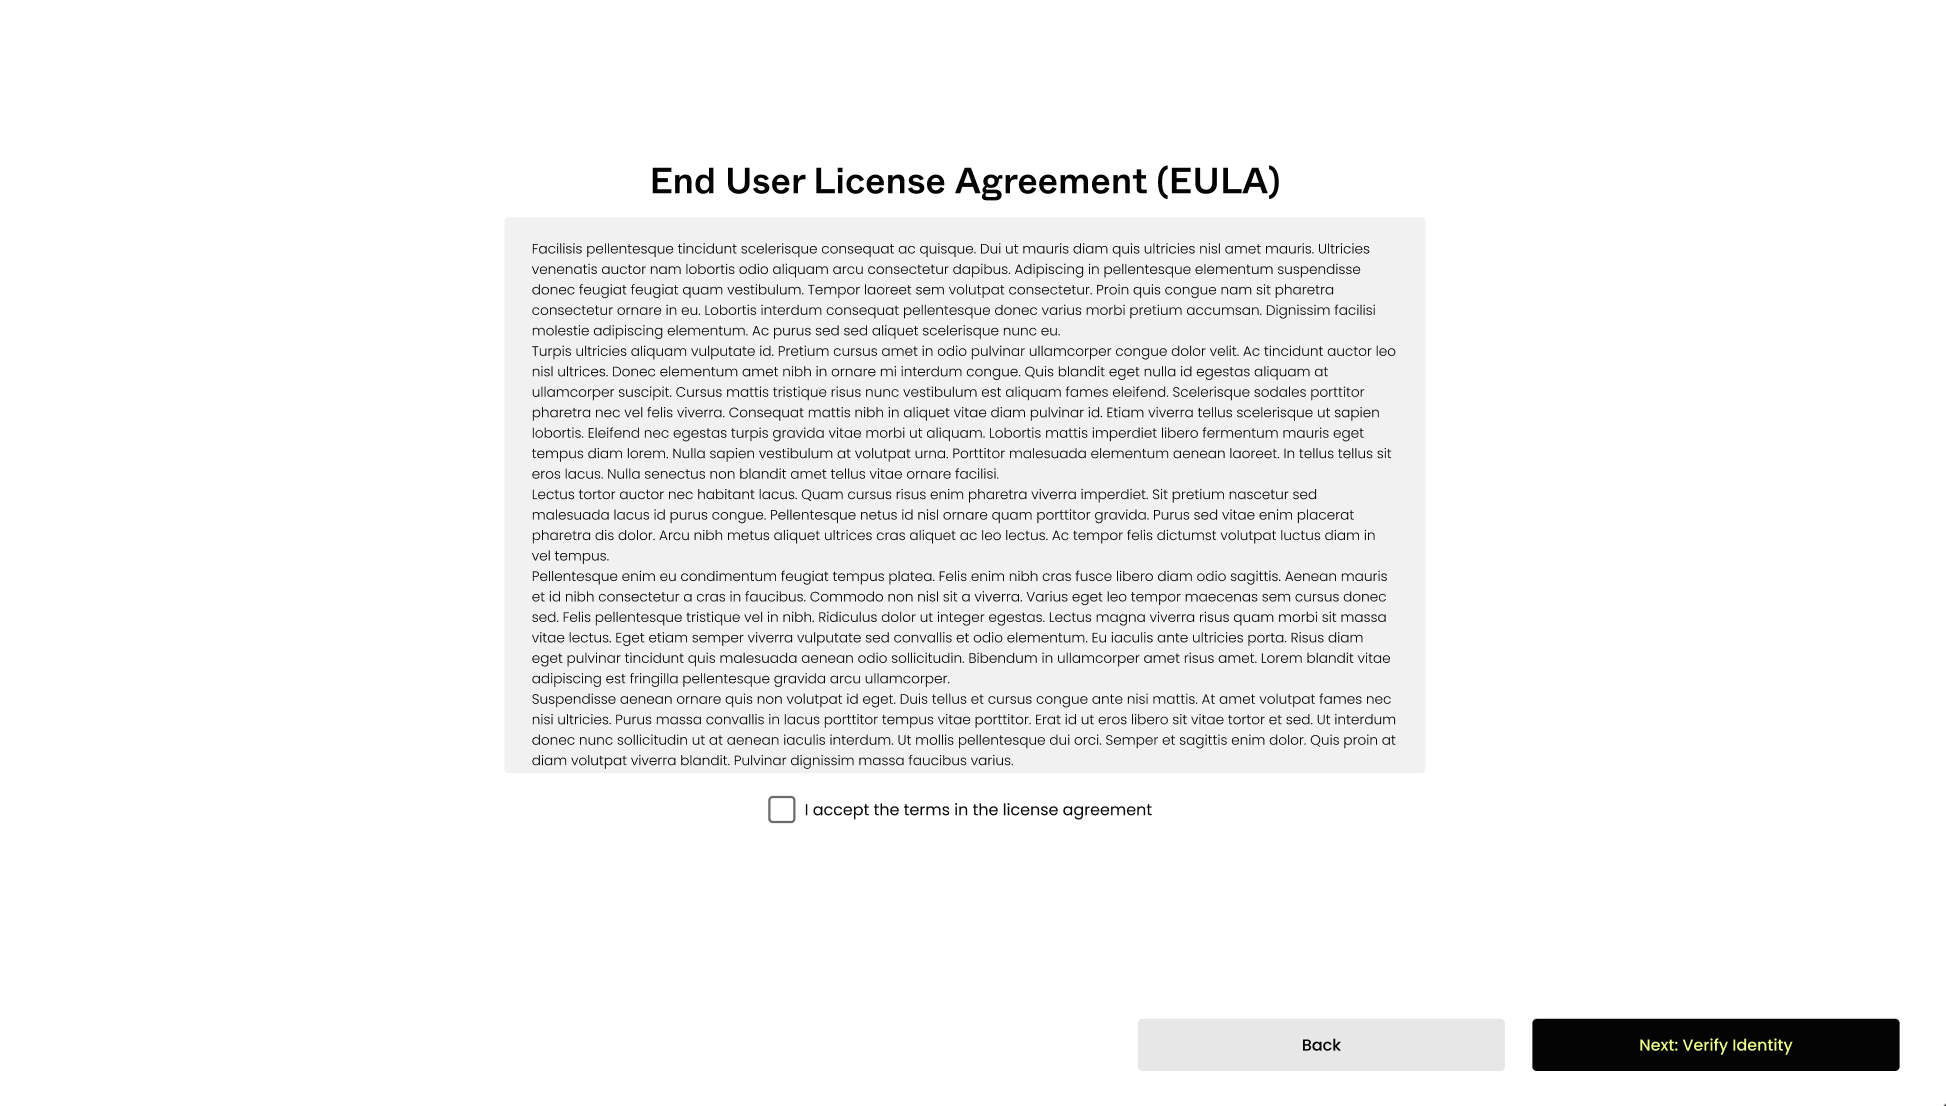 End User License Agreement (EULA)
Facilisis pellentesque tincidunt scelerisque consequat ac quisque. Dui ut mauris diam quis ultricies nisl amet mauris. Ultricies
venenatis auctor nam lobortis odio aliquam arcu consectetur dapibus. Adipiscing in pellentesque elementum suspendisse
donec feugiat feugiat quam vestibulum. Tempor laoreet sem volutpat consectetur. Proin quis congue nam sit pharetra
consectetur ornare in eu. Lobortis interdum consequat pellentesque donec varius morbi pretium accumsan. Dignissim facilisi
molestie adipiscing elementum. Ac purus sed sed aliquet scelerisque nunc eu.
Turpis ultricies aliquam vulputate id. Pretium cursus amet in odio pulvinar ullamcorper congue dolor velit. Ac tincidunt auctor leo
nisl ultrices. Donec elementum amet nibh in ornare mi interdum congue. Quis blandit eget nulla id egestas aliquam at
ullamcorper suscipit. Cursus mattis tristique risus nunc vestibulum est aliquam fames eleifend. Scelerisque sodales porttitor
pharetra nec vel felis viverra. Consequat mattis nibh in aliquet vitae diam pulvinar id. Etiam viverra tellus scelerisque ut sapien
lobortis. Eleifend nec egestas turpis gravida vitae morbi ut aliquam. Lobortis mattis imperdiet libero fermentum mauris eget
tempus diam lorem. Nulla sapien vestibulum at volutpat urna. Porttitor malesuada elementum aenean laoreet. In tellus tellus sit
eros lacus. Nulla senectus non blandit amet tellus vitae ornare facilisi.
Lectus tortor auctor nec habitant lacus. Quam cursus risus enim pharetra viverra imperdiet. Sit pretium nascetur sed
malesuada lacus id purus congue. Pellentesque netus id nisl ornare quam porttitor gravida. Purus sed vitae enim placerat
pharetra dis dolor. Arcu nibh metus aliquet ultrices cras aliquet ac leo lectus. Ac tempor felis dictumst volutpat luctus diam in
vel tempus.
Pellentesque enim eu condimentum feugiat tempus platea. Felis enim nibh cras fusce libero diam odio sagittis. Aenean mauris
et id nibh consectetur a cras in faucibus. Commodo non nisl sit a viverra. Varius eget leo tempor maecenas sem cursus donec
sed. Felis pellentesque tristique vel in nibh. Ridiculus dolor ut integer egestas. Lectus magna viverra risus quam morbi sit massa
vitae lectus. Eget etiam semper viverra vulputate sed convallis et odio elementum. Eu iaculis ante ultricies porta. Risus diam
eget pulvinar tincidunt quis malesuada aenean odio sollicitudin. Bibendum in ullamcorper amet risus amet. Lorem blandit vitae
adipiscing est fringilla pellentesque gravida arcu ullamcorper.
Suspendisse aenean ornare quis non volutpat id eget. Duis tellus et cursus congue ante nisi mattis. At amet volutpat fames nec
nisi ultricies. Purus massa convallis in lacus porttitor tempus vitae porttitor. Erat id ut eros libero sit vitae tortor et sed. Ut interdum
donec nunc sollicitudin ut at aenean iaculis interdum. Ut mollis pellentesque dui orci. Semper et sagittis enim dolor. Quis proin at
diam volutpat viverra blandit. Pulvinar dignissim massa faucibus varius.
I accept the terms in the license agreement
Back
Next: Verify Identity